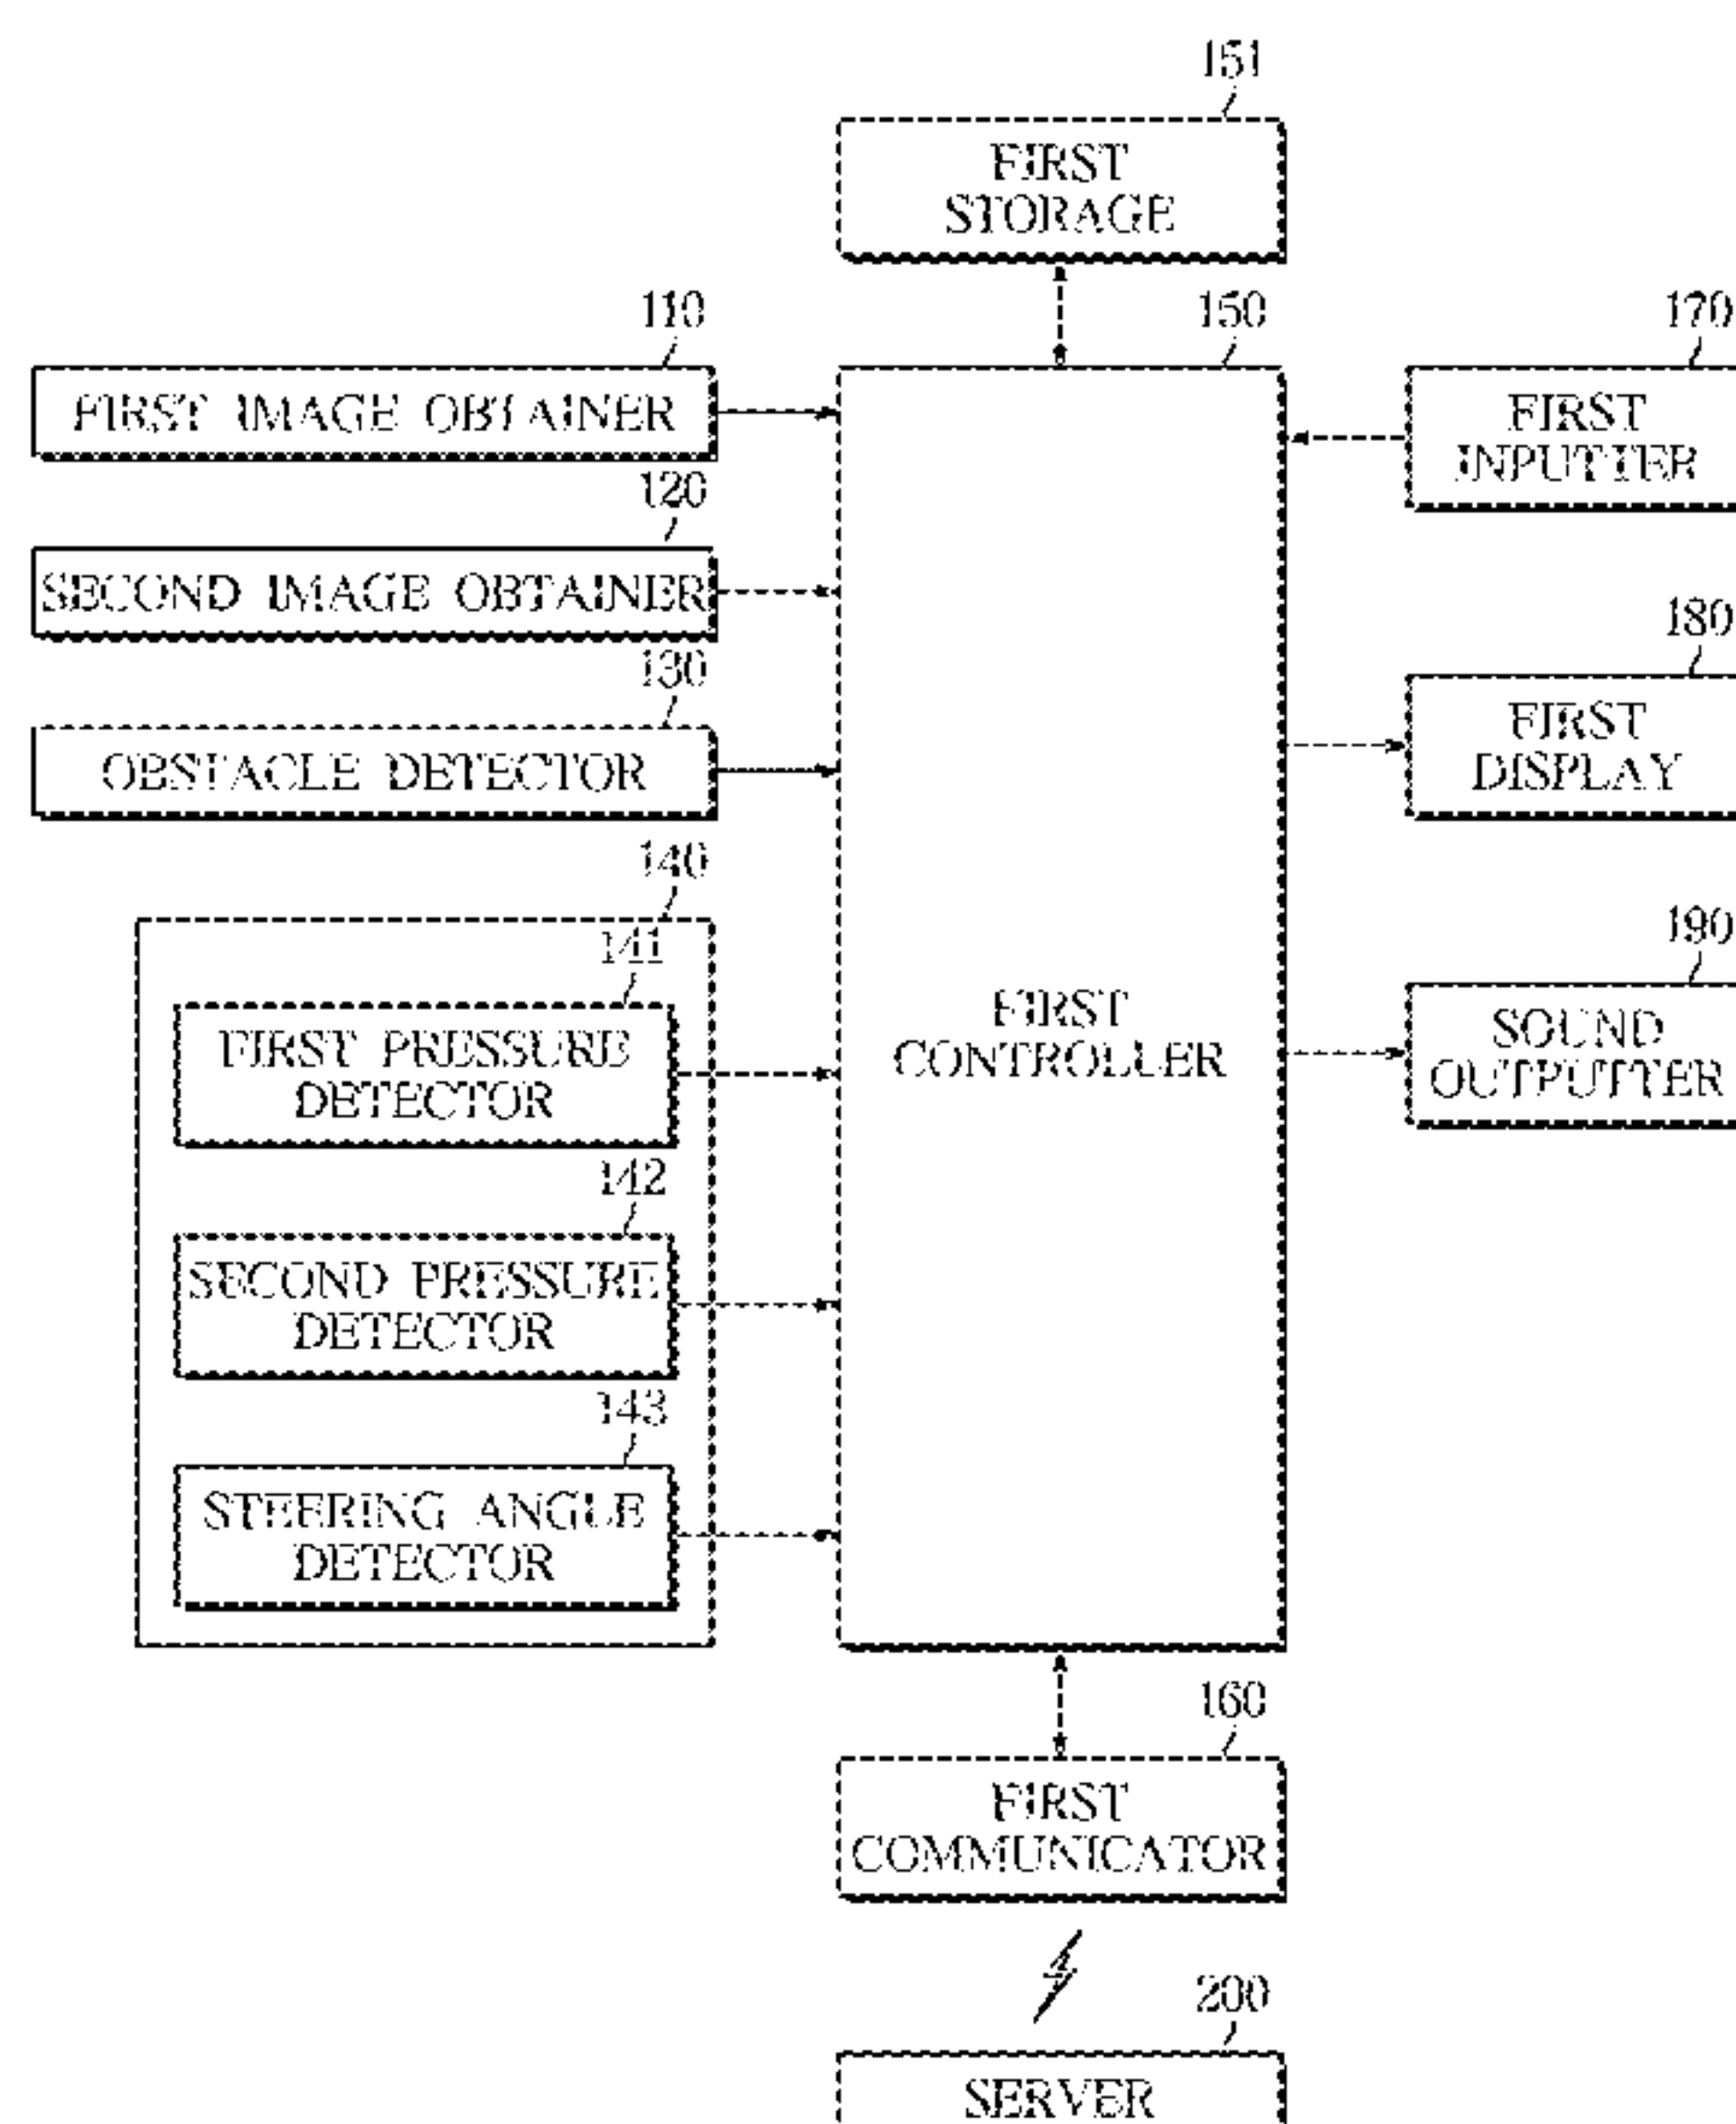 151
FIRST
STORAGE
110
150
170
FIRST IMAGE OBTAINER
FIRST
INPUTTER
120
SECOND IMAGE OBTAINER
180
130
FIRST
DISPLAY
OBSTACLE DETECTOR
140
190
141
FIRST PRESSURE
DETECTOR
FIRST
CONTROLLER
SOUND
OUTPUTTER
142
SECOND PRESSURE
DETECTOR
143
STEERING ANGLE
DETECTOR
160
FIRST
COMMUNICATOR
200
SERVER